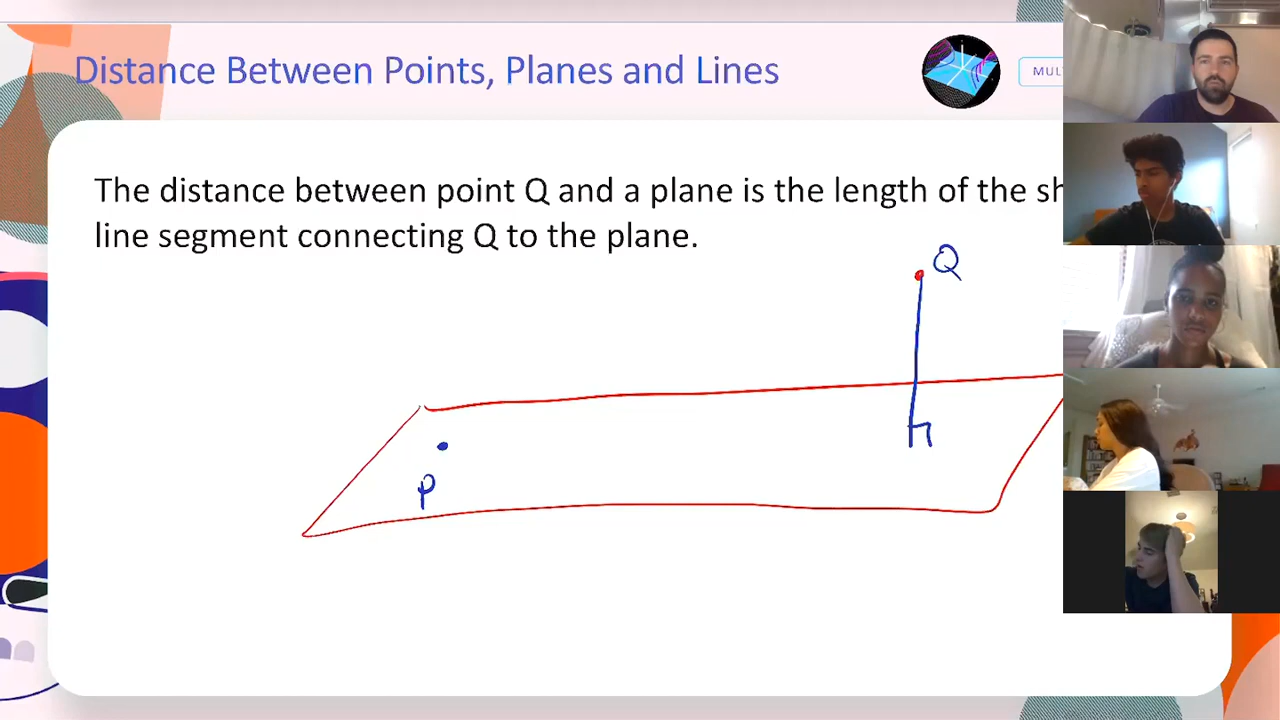 Distance Between Points, Planes and Lines
MUL
The distance between point Q and a plane is the length of the sh
line segment connecting Q to the plane.
Q
P